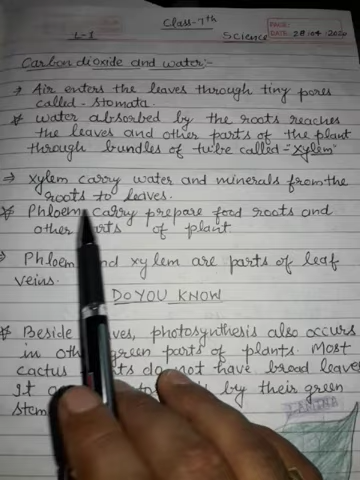 Class-7th
L-1
Science
PAGE:
DATE: 28/04/2020
Carbon dioxide and water:-
→ Air enters the leaves through tiny pores
called - stomata.
* Water absorbed by the roots reaches
the leaves and other parts of the plant
through bundles of tube called -"xylem"
⇒ Xylem carry water and minerals from the
roots to leaves.
* Phloem carry prepare food roots and
other parts of plant
⇒ Phloem and xylem are parts of leaf
veins.
DO YOU KNOW
* Beside leaves, photosynthesis also occurs
in other green parts of plants. Most
cactus do not have broad leaves
It by their green
stem